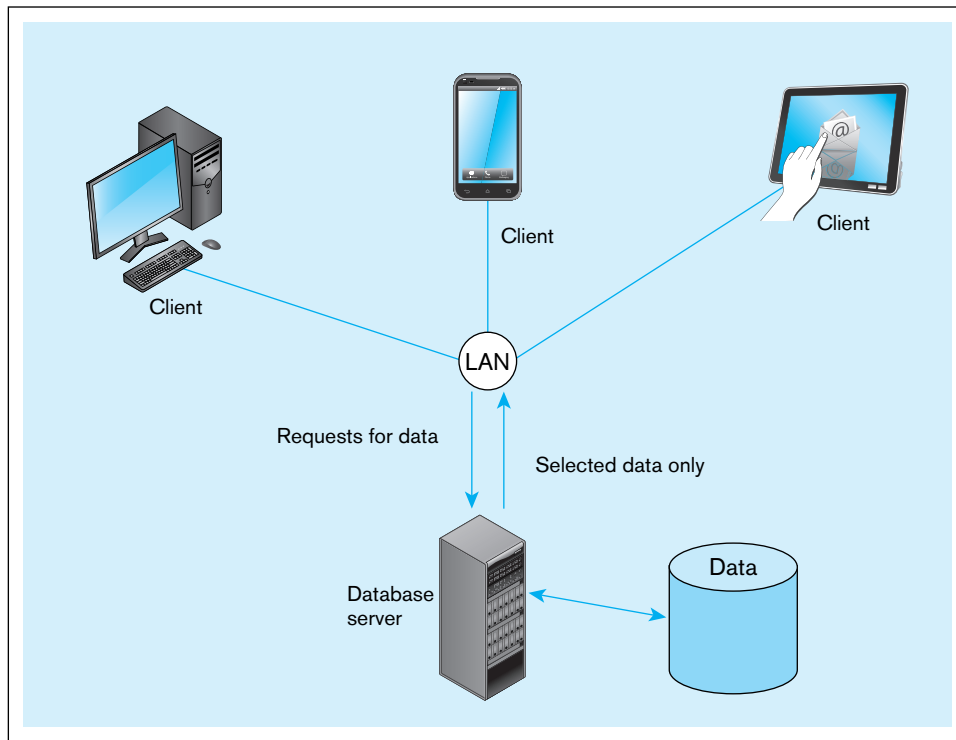 Client
Client
Client
@
LAN
Requests for data
Selected data only
Database
server
Data